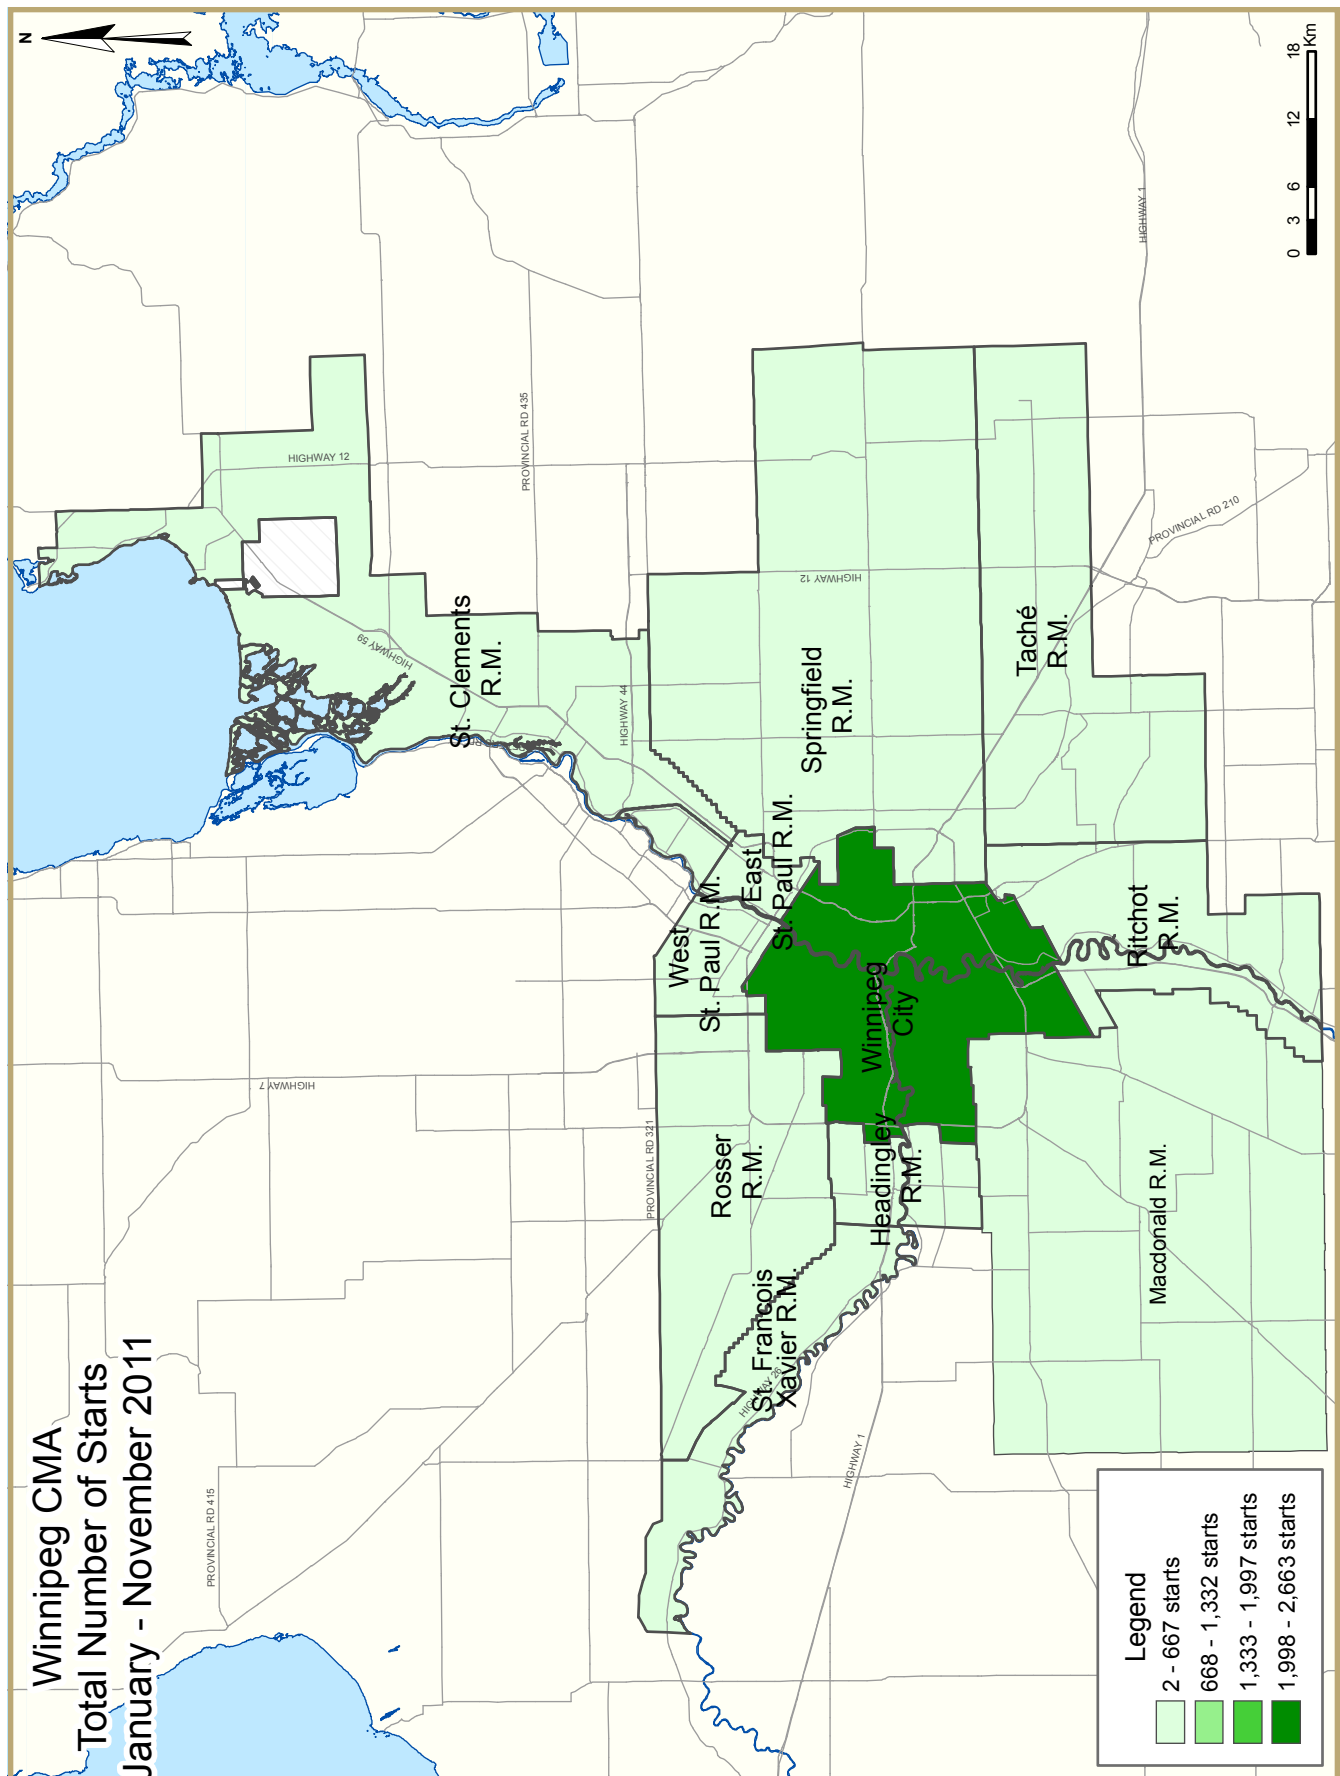 Winnipeg CMA
Total Number of Starts
January - November 2011
N
PROVINCIAL RD 415
HIGHWAY 7
HIGHWAY 59
HIGHWAY 12
PROVINCIAL RD 435
HIGHWAY 44
St. Clements
R.M.
PROVINCIAL RD 321
West
St. Paul R.M.
East
St. Paul R.M.
Rosser
R.M.
St. Francois
Xavier R.M.
HIGHWAY 26
HIGHWAY 1
Headingley
R.M.
Winnipeg
City
Springfield
R.M.
HIGHWAY 12
Taché
R.M.
HIGHWAY 1
PROVINCIAL RD 210
Ritchot
R.M.
Macdonald R.M.
Legend
2 - 667 starts
668 - 1,332 starts
1,333 - 1,997 starts
1,998 - 2,663 starts
0 3 6 12 18
Km